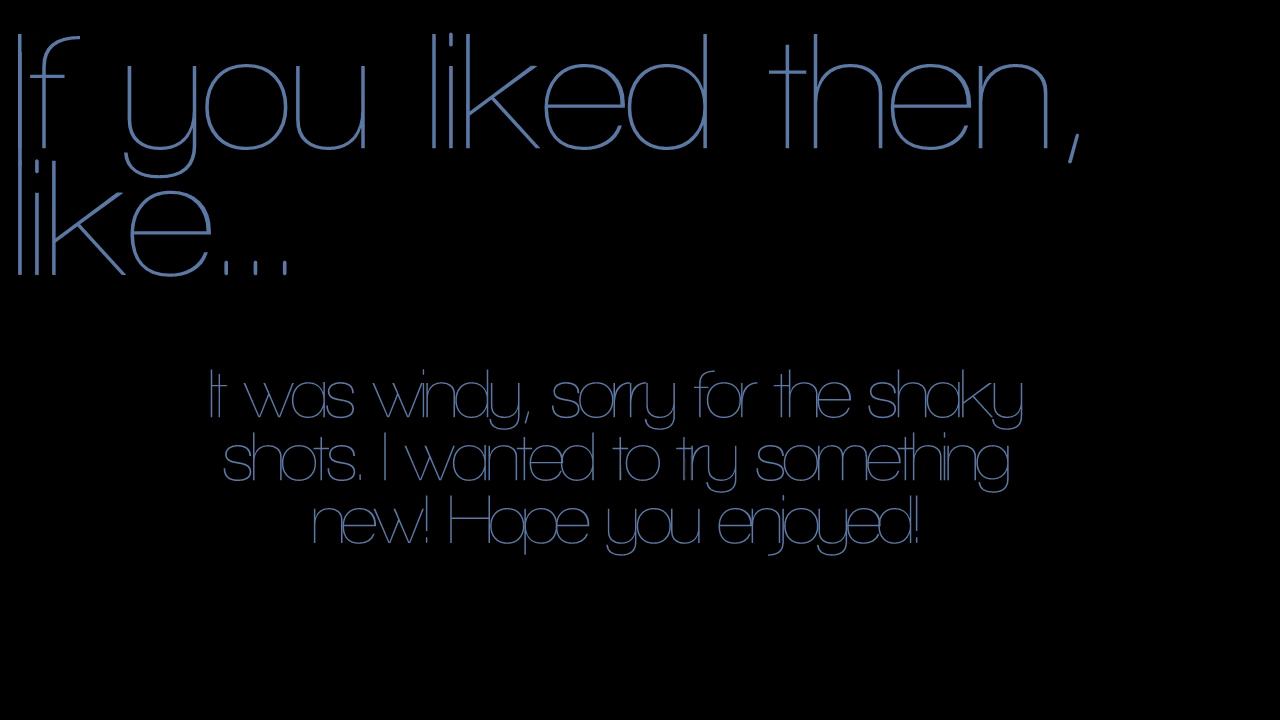 If you liked then,
like...
It was windy, sorry for the shaky
shots. I wanted to try something
new! Hope you enjoyed!